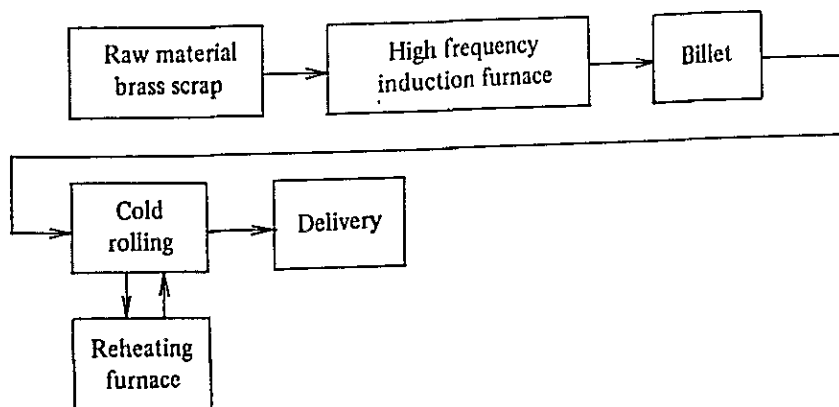 Raw material
brass scrap
High frequency
induction furnace
Billet
Cold
rolling
Delivery
Reheating
furnace